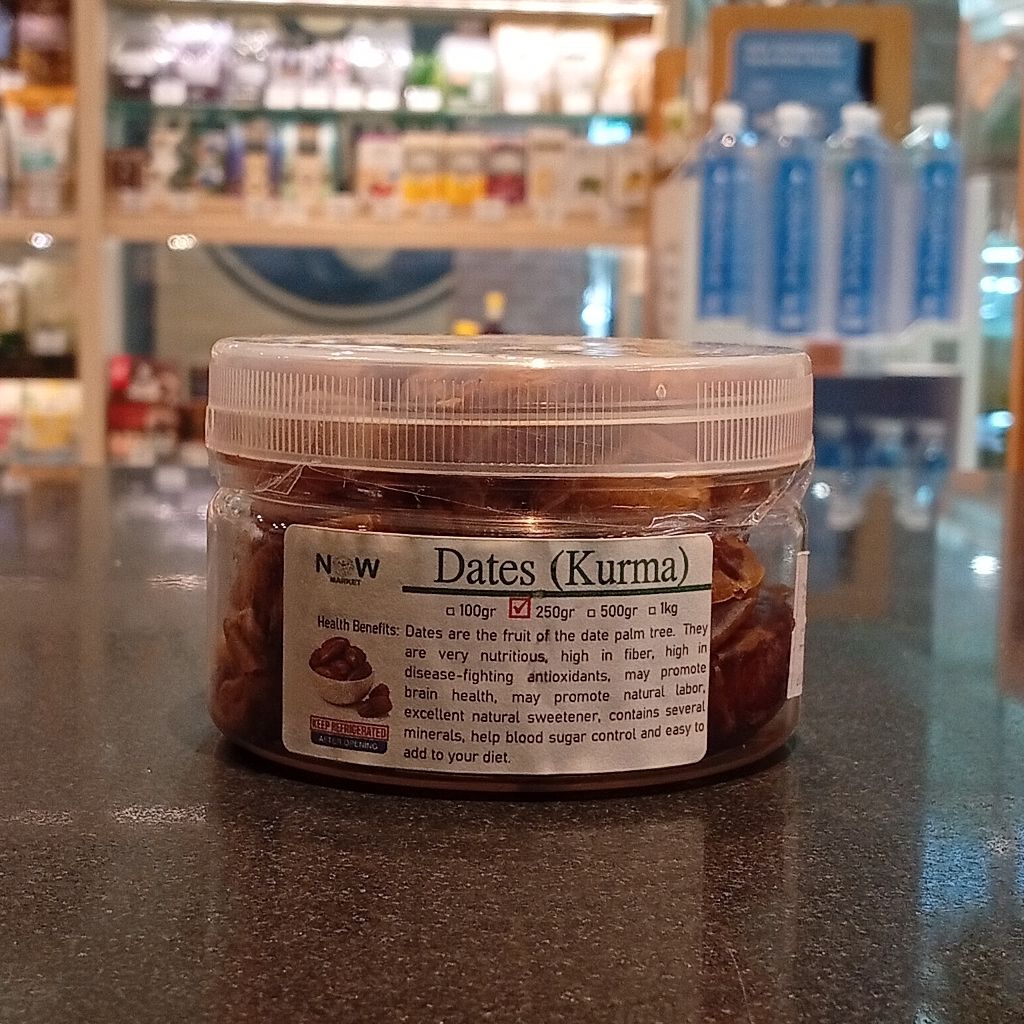 NOW
MARKET
Dates (Kurma)
100gr 250gr 500gr 1kg
Health Benefits:
Dates are the fruit of the date palm tree. They
are very nutritious, high in fiber, high in
disease-fighting antioxidants, may promote
brain health, may promote natural labor,
excellent natural sweetener, contains several
minerals, help blood sugar control and easy to
add to your diet.
KEEP REFRIGERATED
AFTER OPENING